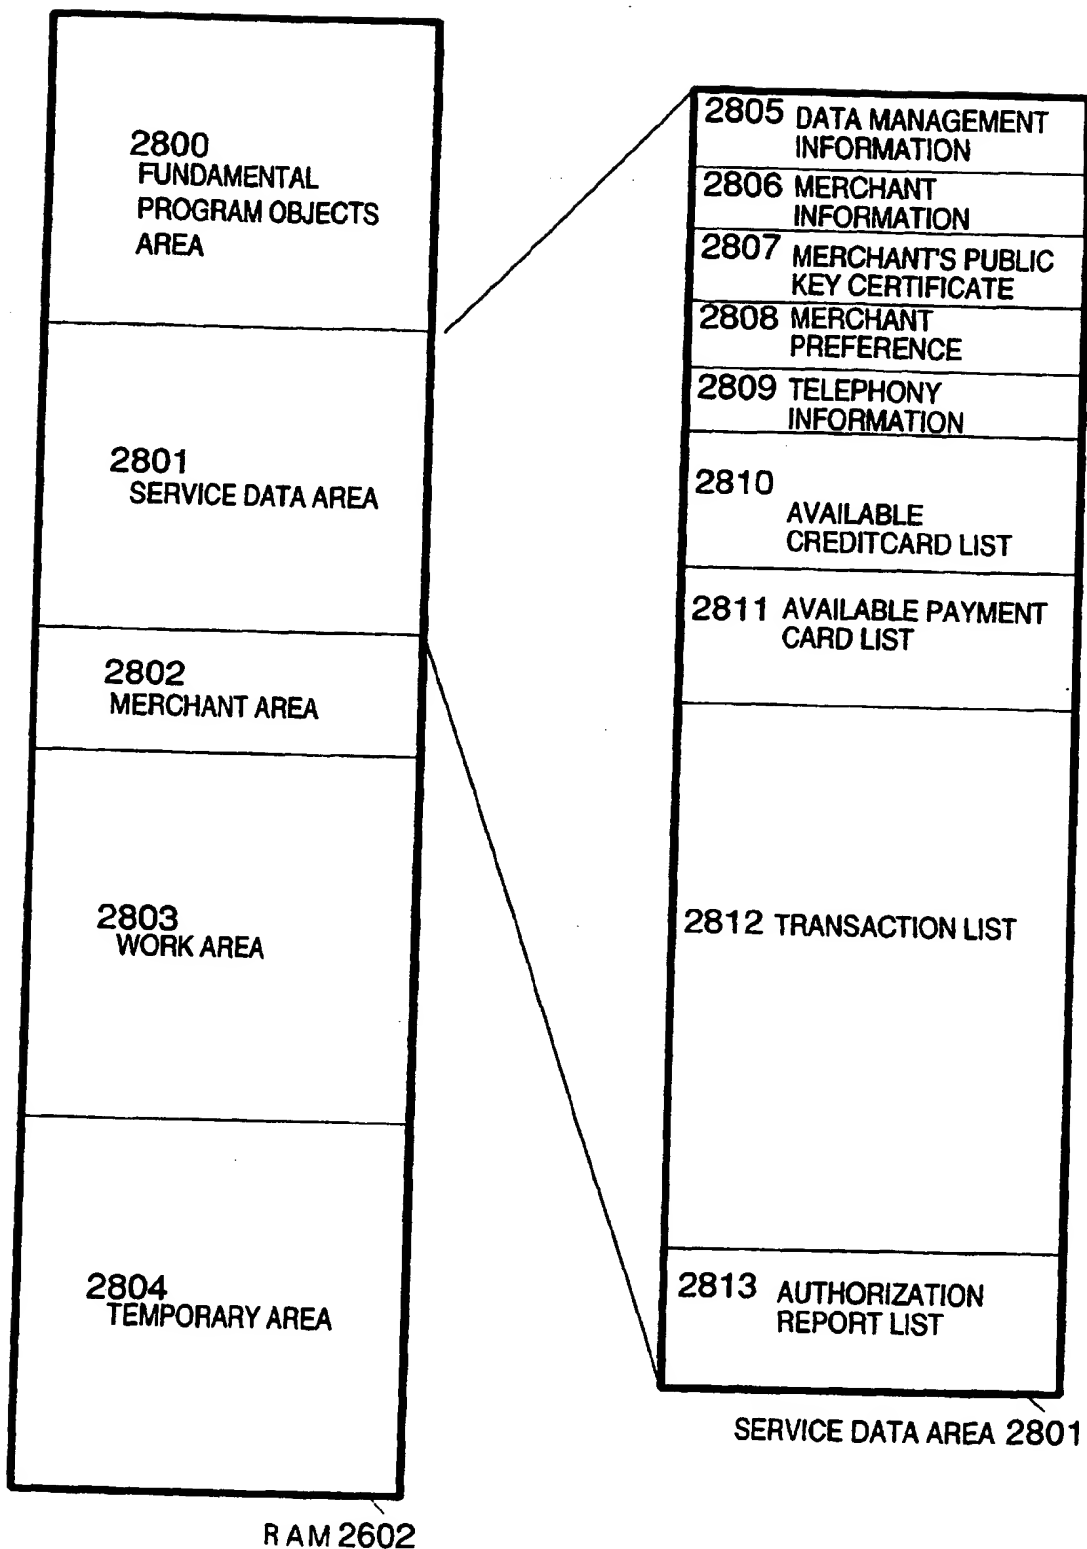 2800
FUNDAMENTAL
PROGRAM OBJECTS
AREA
2801
SERVICE DATA AREA
2802
MERCHANT AREA
2803
WORK AREA
2804
TEMPORARY AREA
RAM 2602
2805 DATA MANAGEMENT
INFORMATION
2806 MERCHANT
INFORMATION
2807 MERCHANT'S PUBLIC
KEY CERTIFICATE
2808 MERCHANT
PREFERENCE
2809 TELEPHONY
INFORMATION
2810
AVAILABLE
CREDITCARD LIST
2811 AVAILABLE PAYMENT
CARD LIST
2812 TRANSACTION LIST
2813 AUTHORIZATION
REPORT LIST
SERVICE DATA AREA 2801